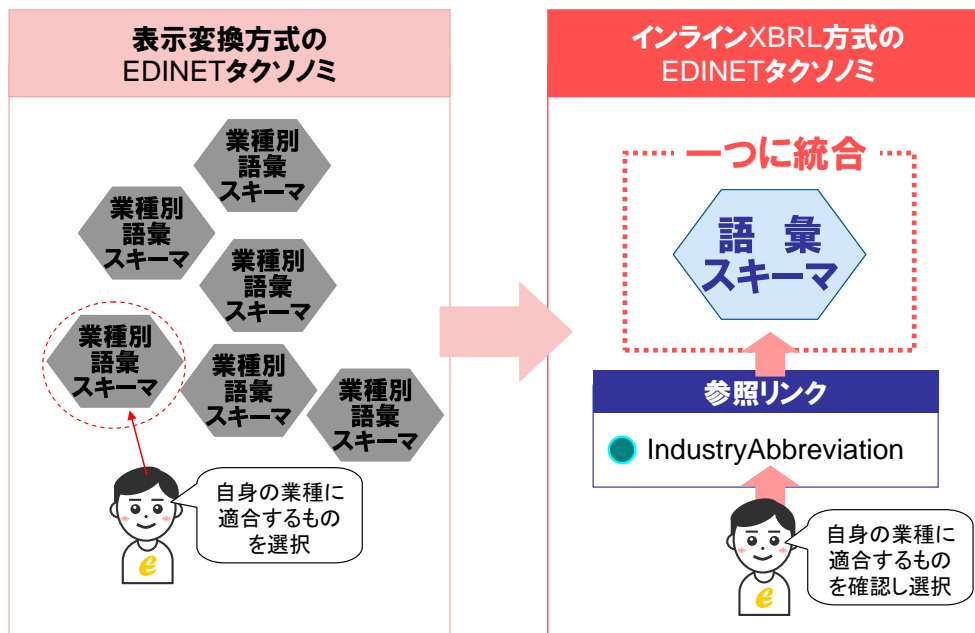 表示変換方式の
EDINETタクソノミ
業種別
語彙
スキーマ
業種別
語彙
スキーマ
業種別
語彙
スキーマ
業種別
語彙
スキーマ
業種別
語彙
スキーマ
業種別
語彙
スキーマ
自身の業種に
適合するもの
を選択
e
インラインXBRL方式の
EDINETタクソノミ
一つに統合
語 彙
スキーマ
参照リンク
IndustryAbbreviation
自身の業種に
適合するもの
を確認し選択
e